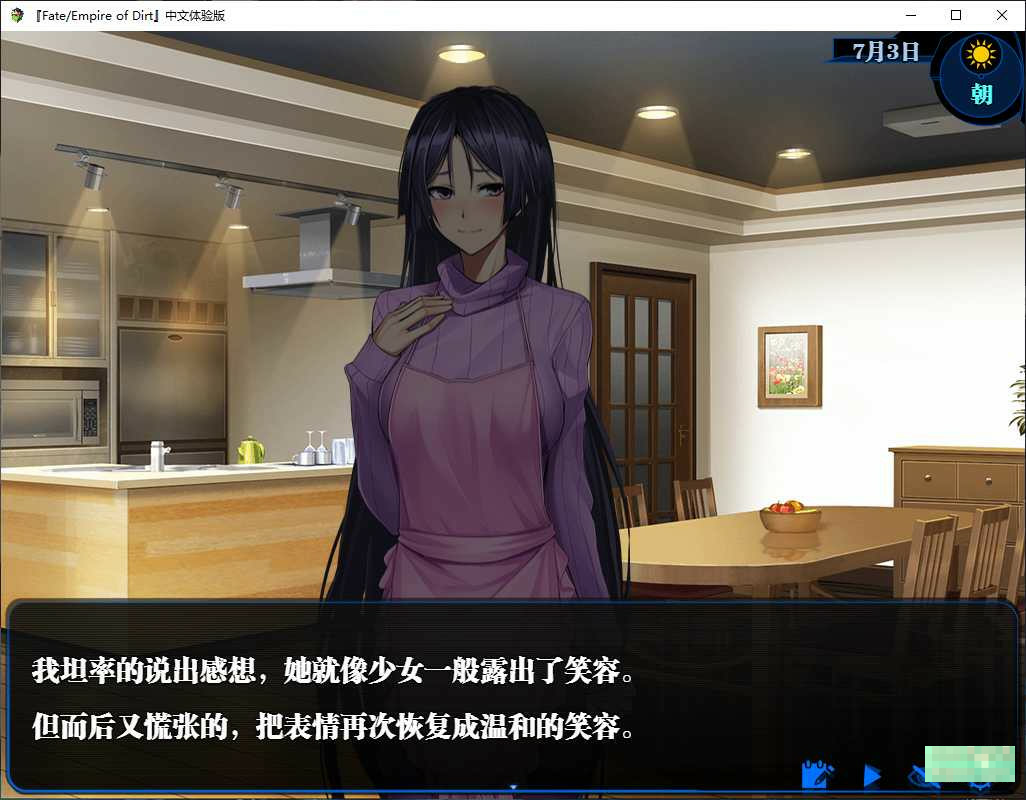 『Fate/Empire of Dirt』中文体验版
7月3日
朝
我坦率的说出感想，她就像少女一般露出了笑容。
但而后又慌张的，把表情再次恢复成温和的笑容。